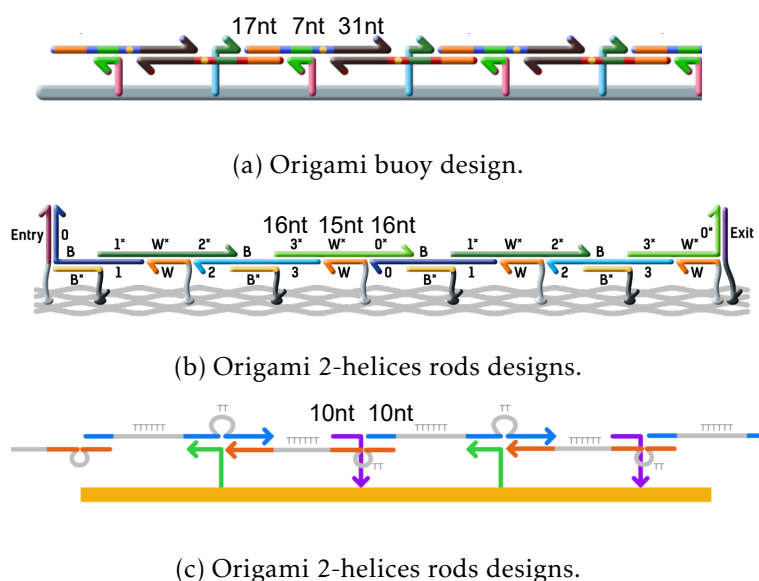 17nt 7nt 31nt
(a) Origami buoy design.
16nt 15nt 16nt
Entry 0 1* W* 2* B 3* W* 0* B 1* W* 2* B 3* W* 0* Exit
B 1 W 2 3 W 0 1 W 2 3 W
B* B* B* B*
(b) Origami 2-helices rods designs.
TT TT
10nt 10nt
TTTTTT TTTTTT TTTTTT TTTTTT TTTTTT
TT TT
(c) Origami 2-helices rods designs.